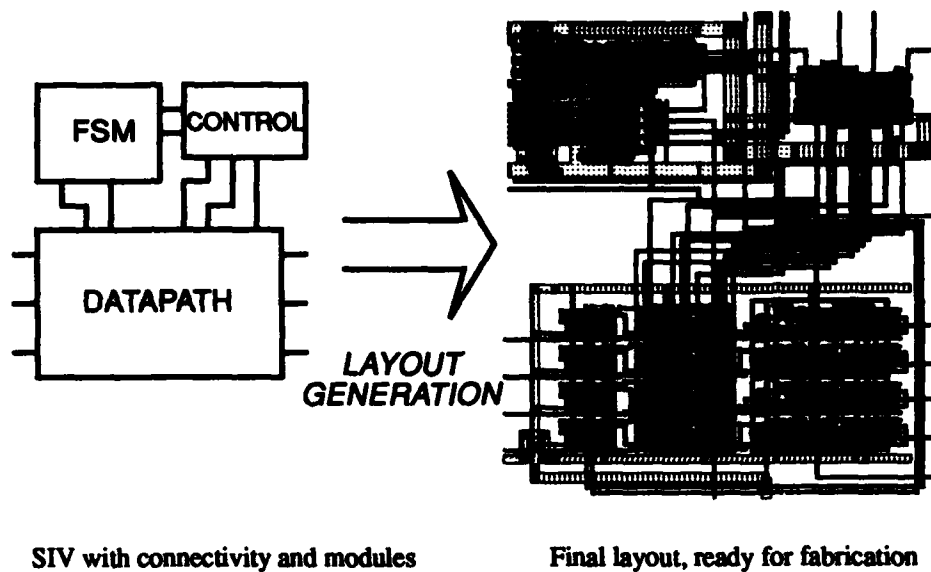 FSM
CONTROL
DATAPATH
LAYOUT
GENERATION
SIV with connectivity and modules
Final layout, ready for fabrication